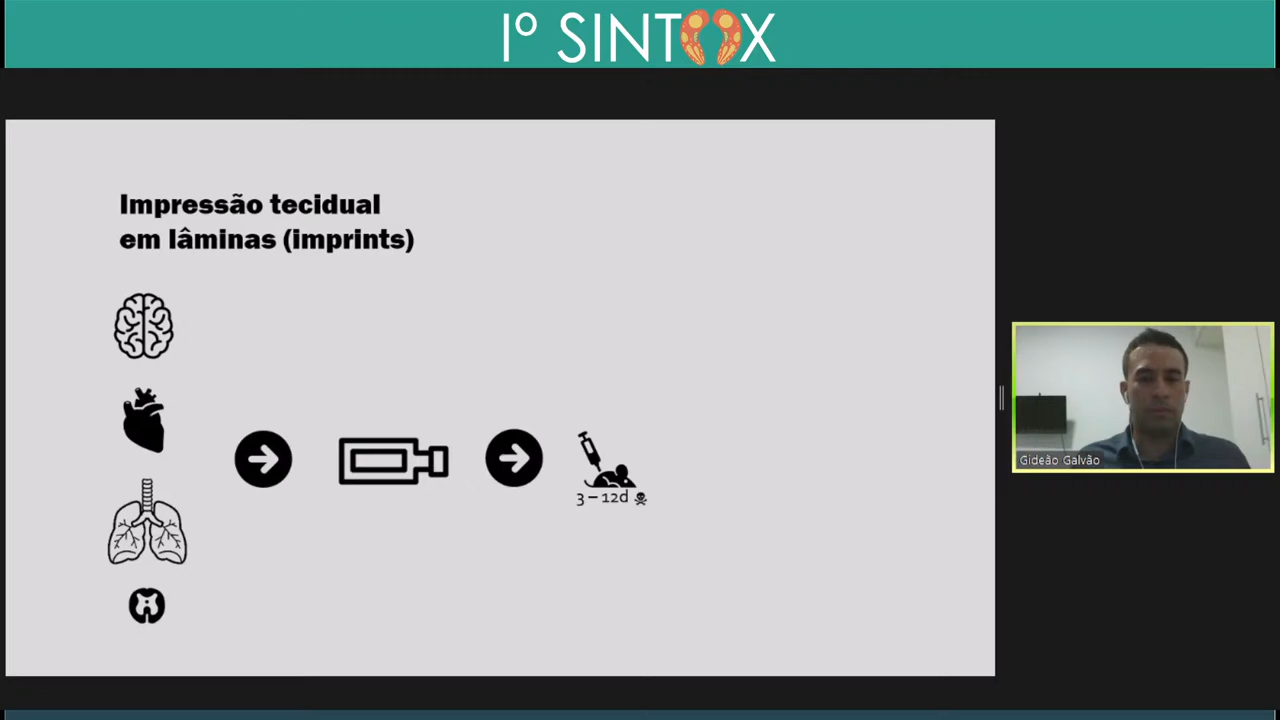 Iº SINTOX
Impressão tecidual
em lâminas (imprints)
3 – 12d
Gideão Galvão